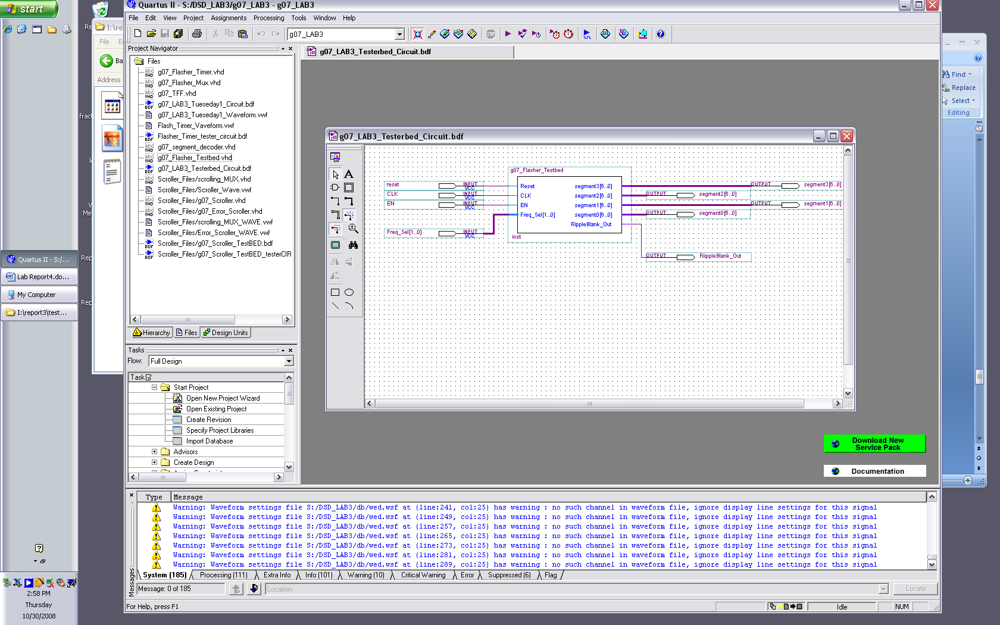 start
Quartus II - S:/DSD_LAB3/g07_LAB3 - g07_LAB3
File Edit View Project Assignments Processing Tools Window Help
g07_LAB3
Project Navigator
Files
g07_Flasher_Timer.vhd
g07_Flasher_Mux.vhd
g07_TFF.vhd
g07_LAB3_Tueseday1_Circuit.bdf
g07_LAB3_Tueseday1_Waveform.vwf
Flash_Timer_Vaveform.vwf
Flasher_Timer_tester_circuit.bdf
g07_segment_decoder.vhd
g07_Flasher_Testbed.vhd
g07_LAB3_Testerbed_Circuit.bdf
Scroller_Files/scrolling_MUX.vhd
Scroller_Files/Scroller_Wave.vwf
Scroller_Files/g07_Scroller.vhd
Scroller_Files/g07_Error_Scroller.vhd
Scroller_Files/scrolling_MUX_WAVE.vwf
Scroller_Files/Error_Scroller_WAVE.vwf
Scroller_Files/g07_Scroller_TestBED.bdf
Scroller_Files/g07_Scroller_TestBED_testerCIR
Hierarchy Files Design Units
Tasks
Flow: Full Design
Task
Start Project
Open New Project Wizard
Open Existing Project
Create Revision
Specify Project Libraries
Import Database
Advisors
Create Design
g07_LAB3_Testerbed_Circuit.bdf
g07_LAB3_Testerbed_Circuit.bdf
g07_Flasher_Testbed
reset INPUT VCC
CLK INPUT VCC
EN INPUT VCC
Freq_Sel[1..0] INPUT VCC
Reset segment3[6..0]
CLK segment2[6..0]
EN segment1[6..0]
Freq_Sel[1..0] segment0[6..0]
RippleBlank_Out
inst
OUTPUT segment3[6..0]
OUTPUT segment2[6..0]
OUTPUT segment1[6..0]
OUTPUT segment0[6..0]
OUTPUT RiippleBlank_Out
Download New Service Pack
Documentation
Type Message
Warning: Waveform settings file S:/DSD_LAB3/db/wed.wsf at (line:241, col:25) has warning : no such channel in waveform file, ignore display line settings for this signal
Warning: Waveform settings file S:/DSD_LAB3/db/wed.wsf at (line:249, col:25) has warning : no such channel in waveform file, ignore display line settings for this signal
Warning: Waveform settings file S:/DSD_LAB3/db/wed.wsf at (line:257, col:25) has warning : no such channel in waveform file, ignore display line settings for this signal
Warning: Waveform settings file S:/DSD_LAB3/db/wed.wsf at (line:265, col:25) has warning : no such channel in waveform file, ignore display line settings for this signal
Warning: Waveform settings file S:/DSD_LAB3/db/wed.wsf at (line:273, col:25) has warning : no such channel in waveform file, ignore display line settings for this signal
Warning: Waveform settings file S:/DSD_LAB3/db/wed.wsf at (line:281, col:25) has warning : no such channel in waveform file, ignore display line settings for this signal
Warning: Waveform settings file S:/DSD_LAB3/db/wed.wsf at (line:289, col:25) has warning : no such channel in waveform file, ignore display line settings for this signal
System (185) Processing (111) Extra Info Info (101) Warning (10) Critical Warning Error Suppressed (6) Flag
Messages
Message: 0 of 185 Location: Locate
For Help, press F1 Idle NUM
Quartus II - S:/...
Lab Report4.do...
My Computer
I:\report3\test...
2:58 PM
Thursday
10/30/2008
File
Address
Find
Replace
Select
Editing